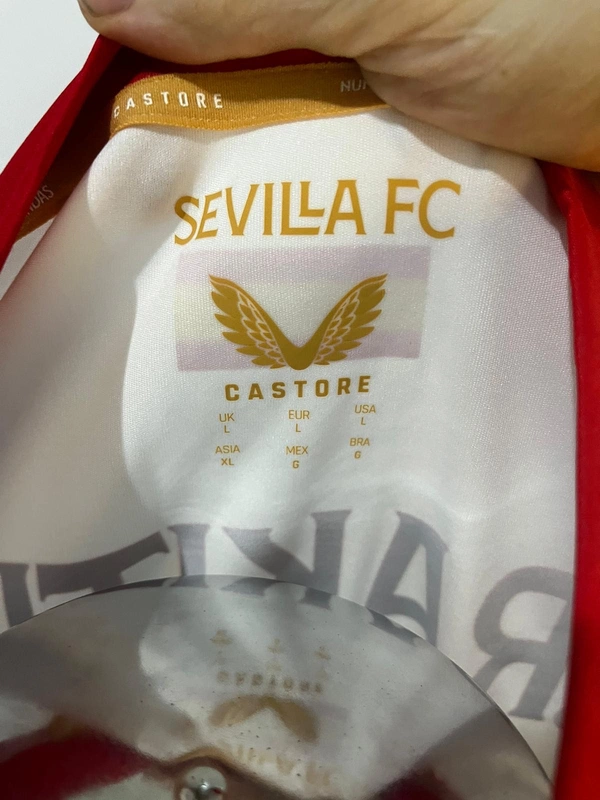 CASTORE
SEVILLA FC
CASTORE
UK EUR USA
L L L
ASIA MEX BRA
XL G G